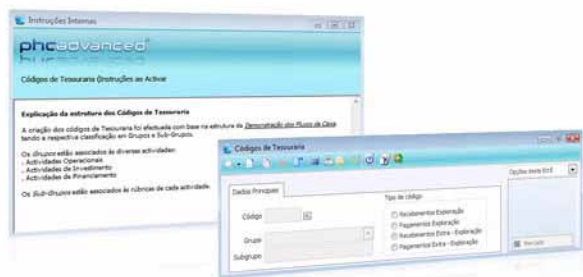 Instruções Internas
phcadvanced
Códigos de Tesouraria (Instruções ao Activar
Explicação da estrutura dos Códigos de Tesouraria
A criação dos códigos de Tesouraria foi efectuada com base na estrutura da Demonstração dos Fluxos de Caixa,
tendo a respectiva classificação em Grupos e Sub-Grupos.
Os Grupos estão associados às diversas actividades:
. Actividades Operacionais
. Actividades de Investimento
. Actividades de Financiamento
Os Sub-Grupos estão associados às rúbricas de cada actividade.
Códigos de Tesouraria
Opções deste Ecrã
Dados Principais
Código
Grupo
Subgrupo
Tipo de código
Recebimentos Exploração
Pagamentos Exploração
Recebimentos Extra - Exploração
Pagamentos Extra - Exploração